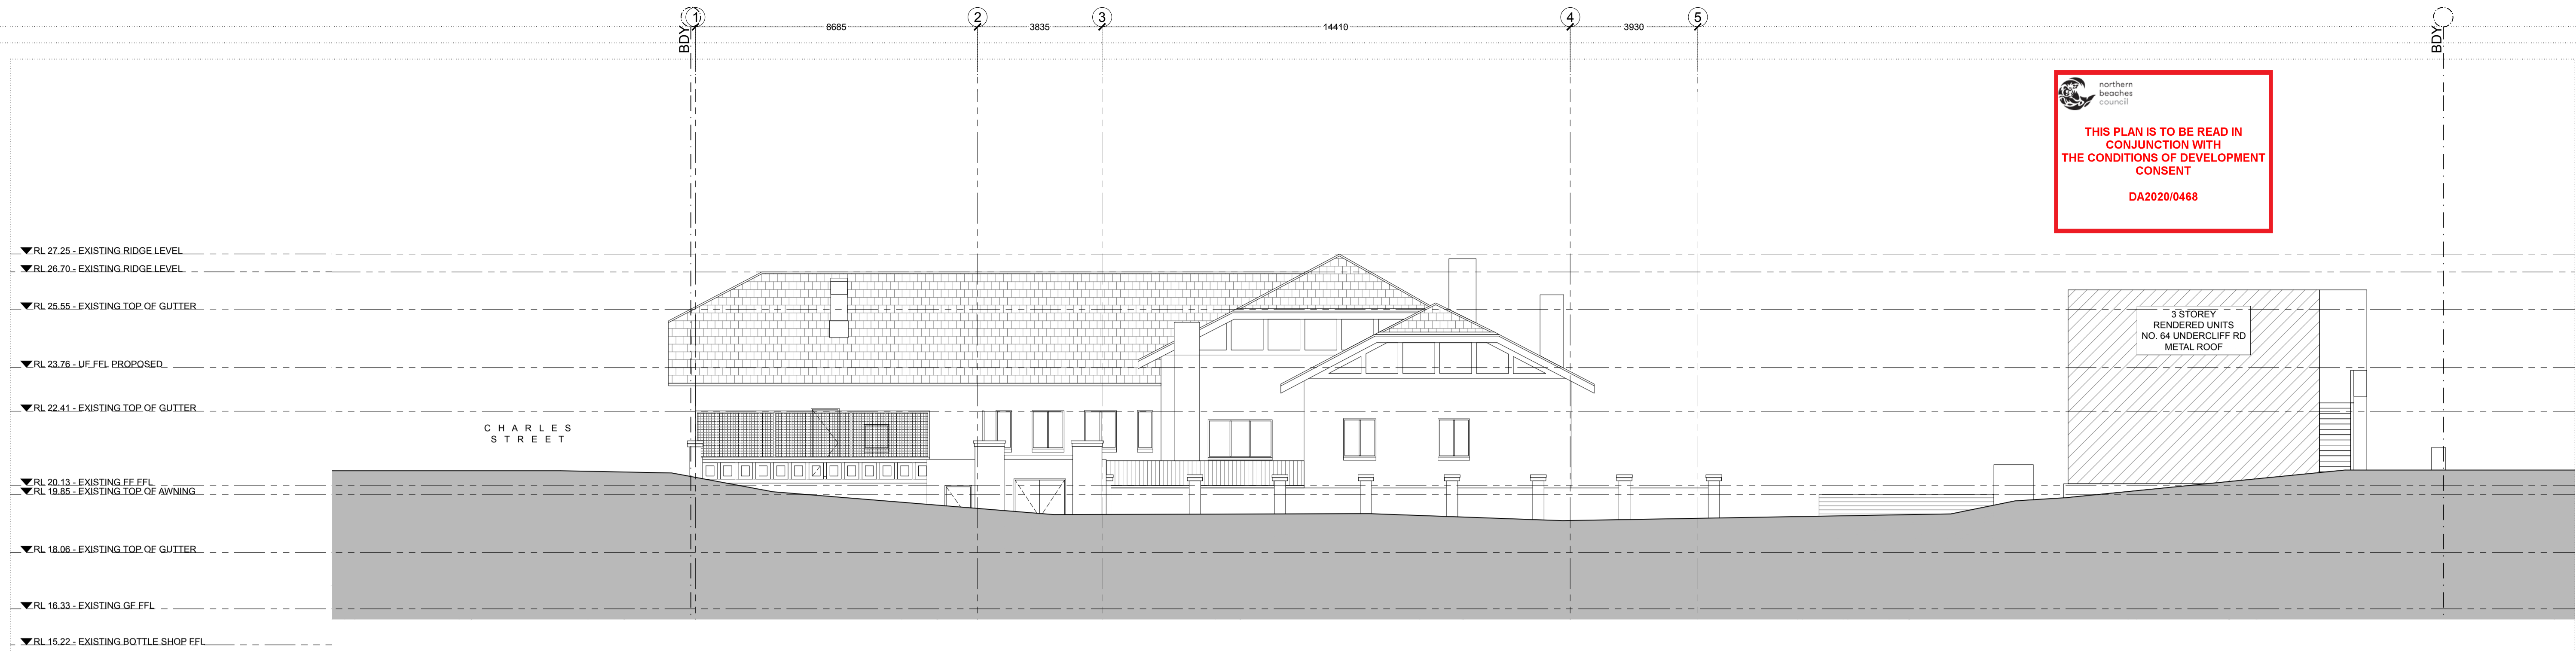 1
2
3
4
5
8685
3835
14410
3930
BDY
BDY
northern
beaches
council
THIS PLAN IS TO BE READ IN
CONJUNCTION WITH
THE CONDITIONS OF DEVELOPMENT
CONSENT
DA2020/0468
RL 27.25 - EXISTING RIDGE LEVEL
RL 26.70 - EXISTING RIDGE LEVEL
RL 25.55 - EXISTING TOP OF GUTTER
3 STOREY
RENDERED UNITS
NO. 64 UNDERCLIFF RD
METAL ROOF
RL 23.76 - UF FFL PROPOSED
RL 22.41 - EXISTING TOP OF GUTTER
CHARLES
STREET
RL 20.13 - EXISTING FF FFL
RL 19.85 - EXISTING TOP OF AWNING
RL 18.06 - EXISTING TOP OF GUTTER
RL 16.33 - EXISTING GF FFL
RL 15.22 - EXISTING BOTTLE SHOP FFL